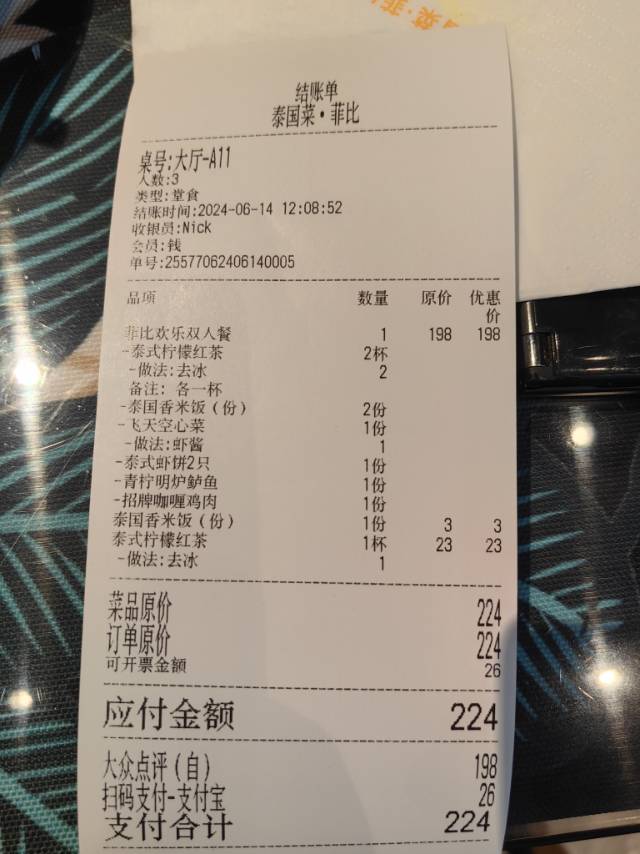 菜·菲
结账单
泰国菜·菲比
桌号:大厅-A11
人数:3
类型:堂食
结账时间:2024-06-14 12:08:52
收银员:Nick
会员:钱
单号:25577062406140005
品项 数量 原价 优惠价
菲比欢乐双人餐 1 198 198
-泰式柠檬红茶 2杯
-做法:去冰 2
备注: 各一杯
-泰国香米饭(份) 2份
-飞天空心菜 1份
-做法:虾酱 1
-泰式虾饼2只 1份
-青柠明炉鲈鱼 1份
-招牌咖喱鸡肉 1份
泰国香米饭(份) 1份 3 3
泰式柠檬红茶 1杯 23 23
-做法:去冰 1
菜品原价 224
订单原价 224
可开票金额 26
应付金额 224
大众点评(自) 198
扫码支付-支付宝 26
支付合计 224